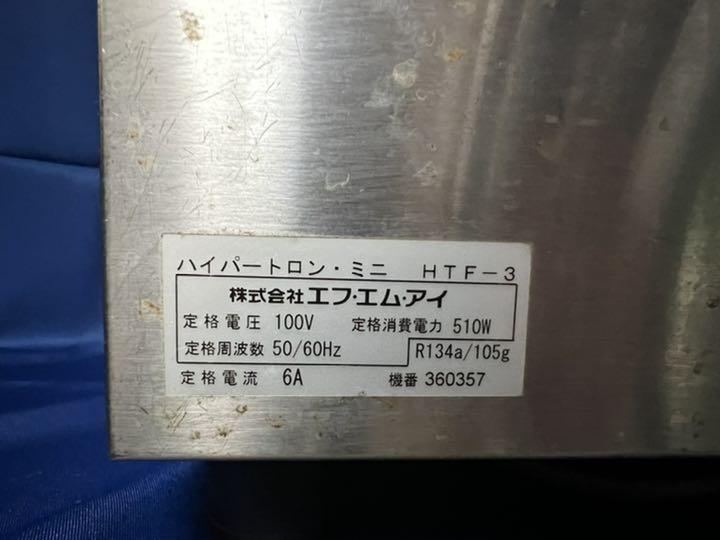 ハイパートロン・ミニ HTF-3
株式会社エフ・エム・アイ
定格電圧 100V 定格消費電力 510W
定格周波数 50/60Hz R134a/105g
定格電流 6A 機番 360357